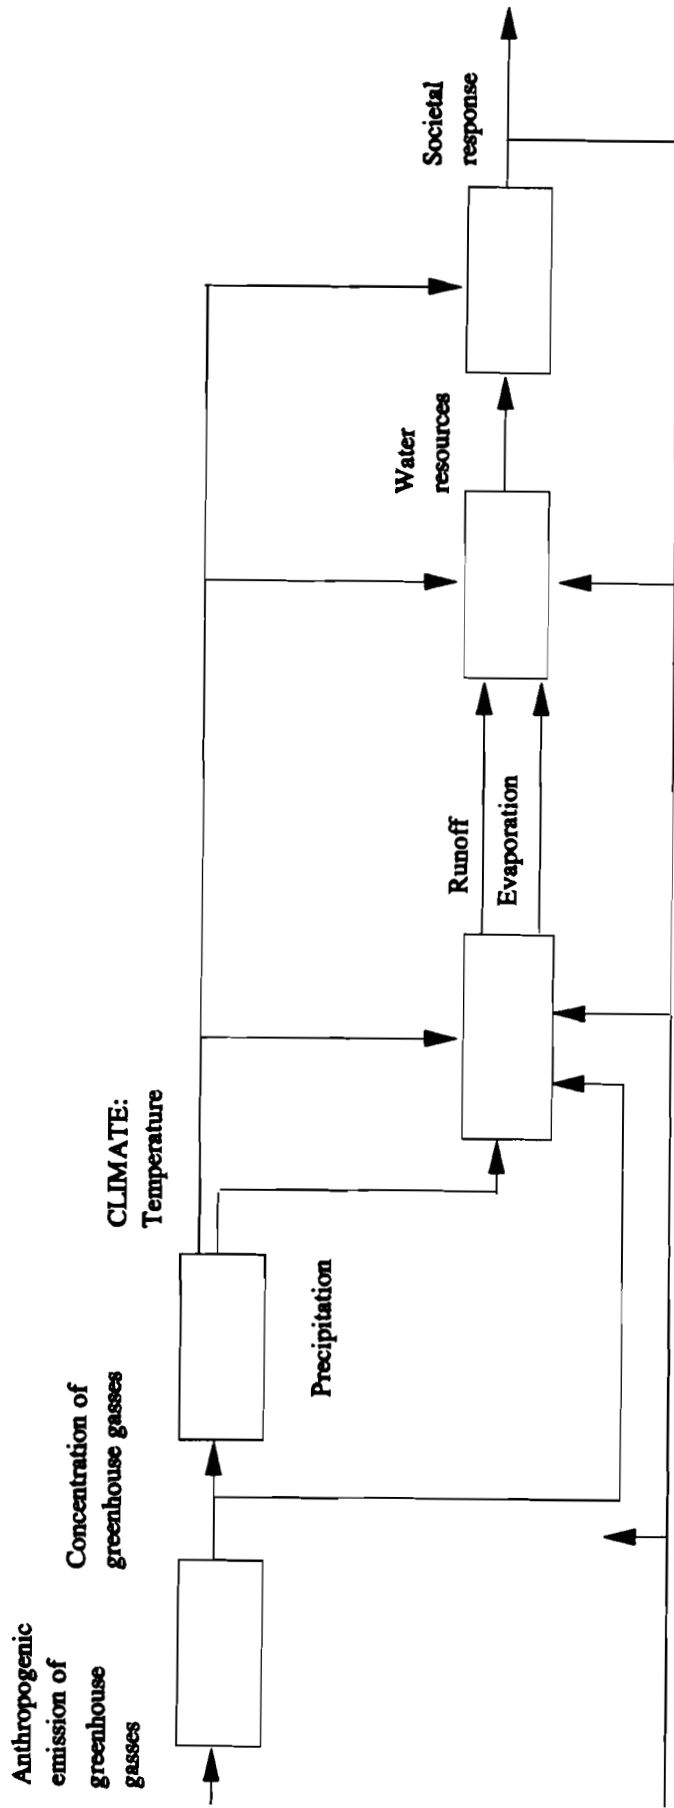 Anthropogenic
emission of
greenhouse
gasses
Concentration of
greenhouse gasses
CLIMATE:
Temperature
Precipitation
Runoff
Evaporation
Water
resources
Societal
response